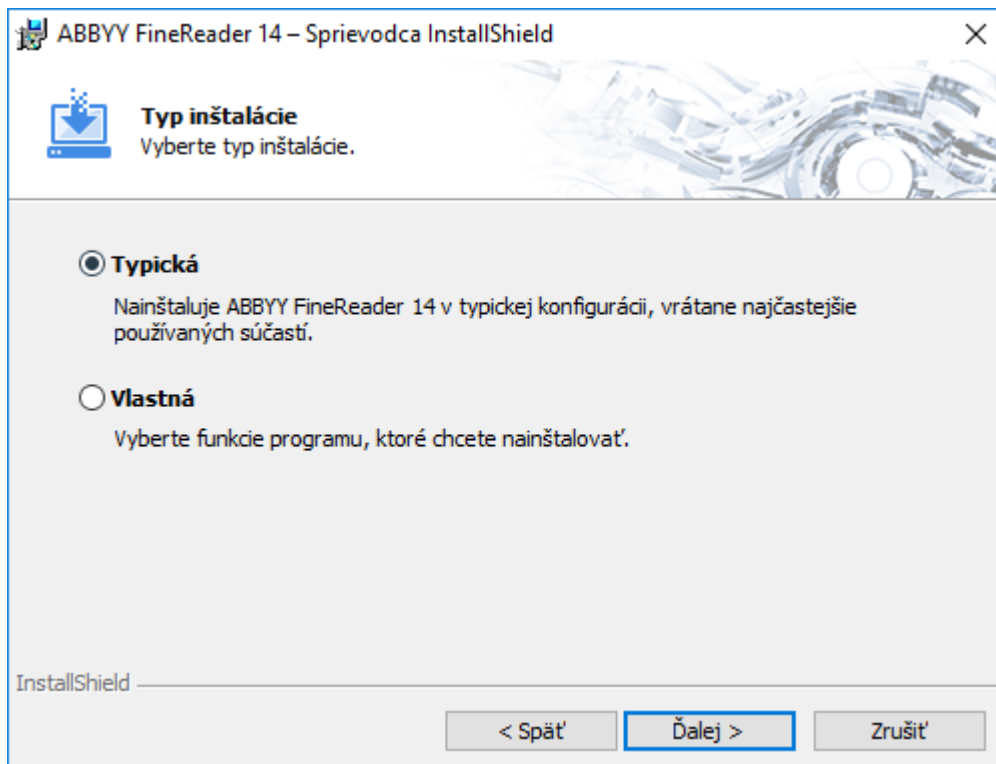 ABBYY FineReader 14 – Sprievodca InstallShield
Typ inštalácie
Vyberte typ inštalácie.
Typická
Nainštaluje ABBYY FineReader 14 v typickej konfigurácii, vrátane najčastejšie
používaných súčastí.
Vlastná
Vyberte funkcie programu, ktoré chcete nainštalovať.
InstallShield
< Späť
Ďalej >
Zrušiť